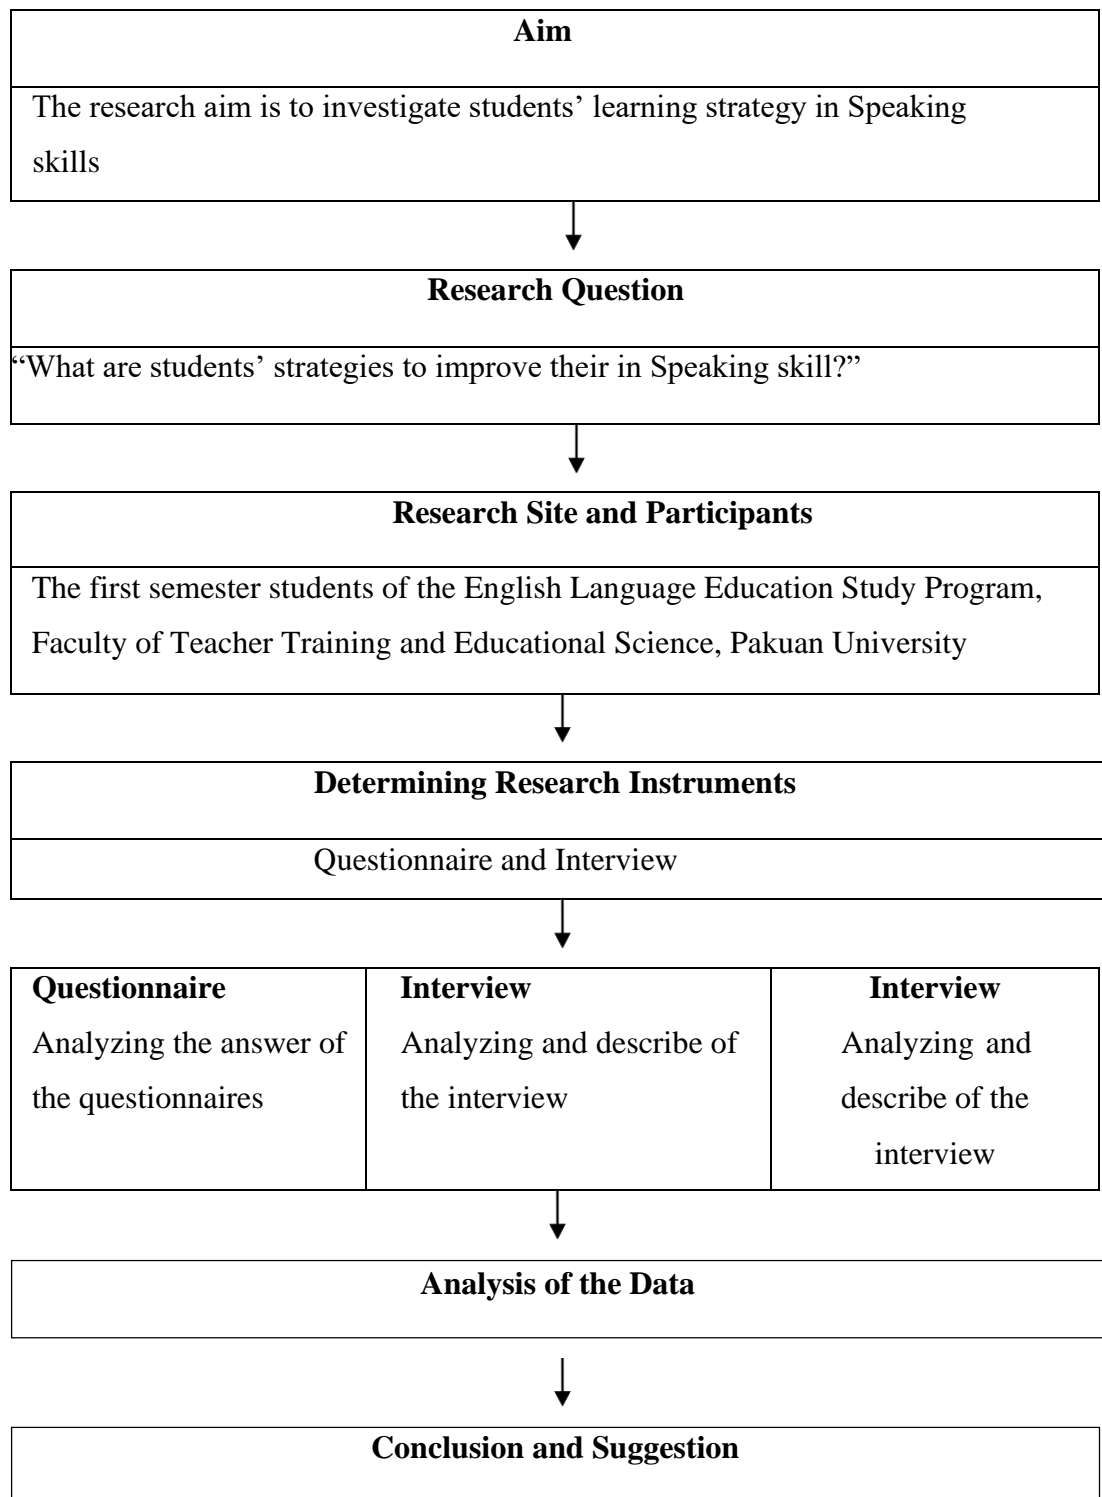 Aim
The research aim is to investigate students’ learning strategy in Speaking
skills
Research Question
“What are students’ strategies to improve their in Speaking skill?”
Research Site and Participants
The first semester students of the English Language Education Study Program,
Faculty of Teacher Training and Educational Science, Pakuan University
Determining Research Instruments
Questionnaire and Interview
Questionnaire
Analyzing the answer of
the questionnaires
Interview
Analyzing and describe of
the interview
Interview
Analyzing and
describe of the
interview
Analysis of the Data
Conclusion and Suggestion